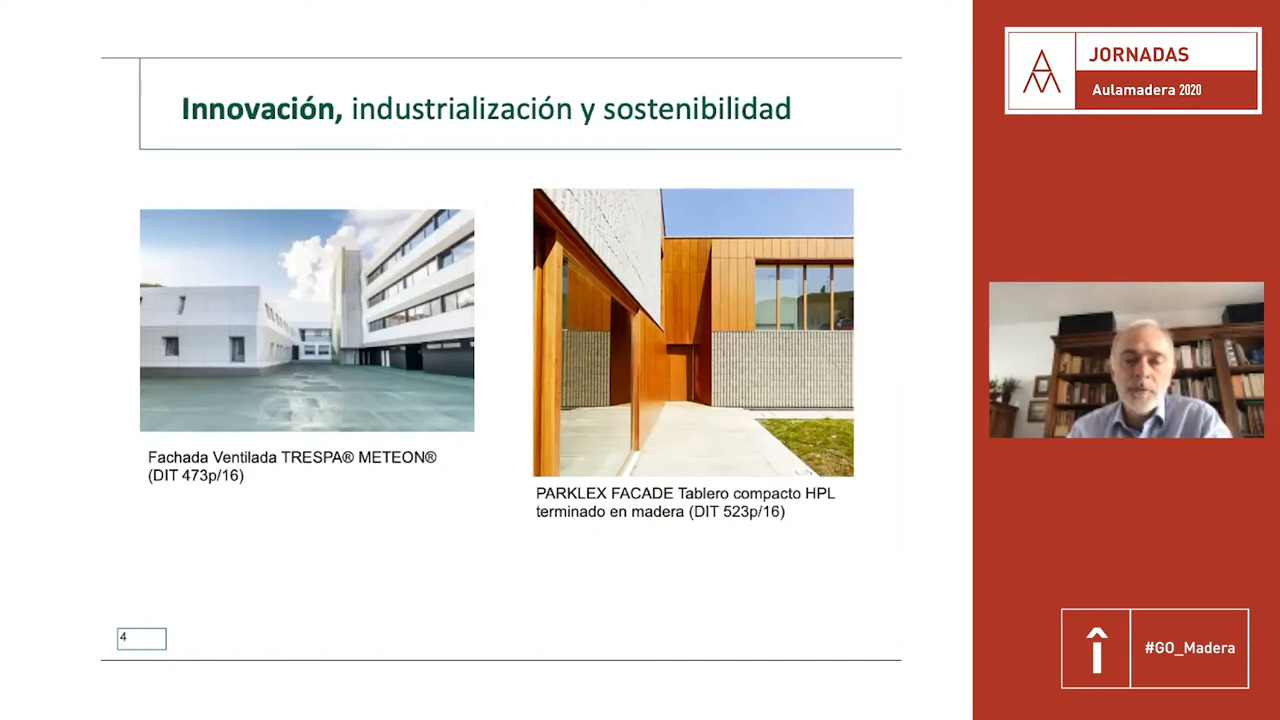 Innovación, industrialización y sostenibilidad
Fachada Ventilada TRESPA® METEON®
(DIT 473p/16)
PARKLEX FACADE Tablero compacto HPL
terminado en madera (DIT 523p/16)
4
JORNADAS
Aulamadera 2020
#GO_Madera